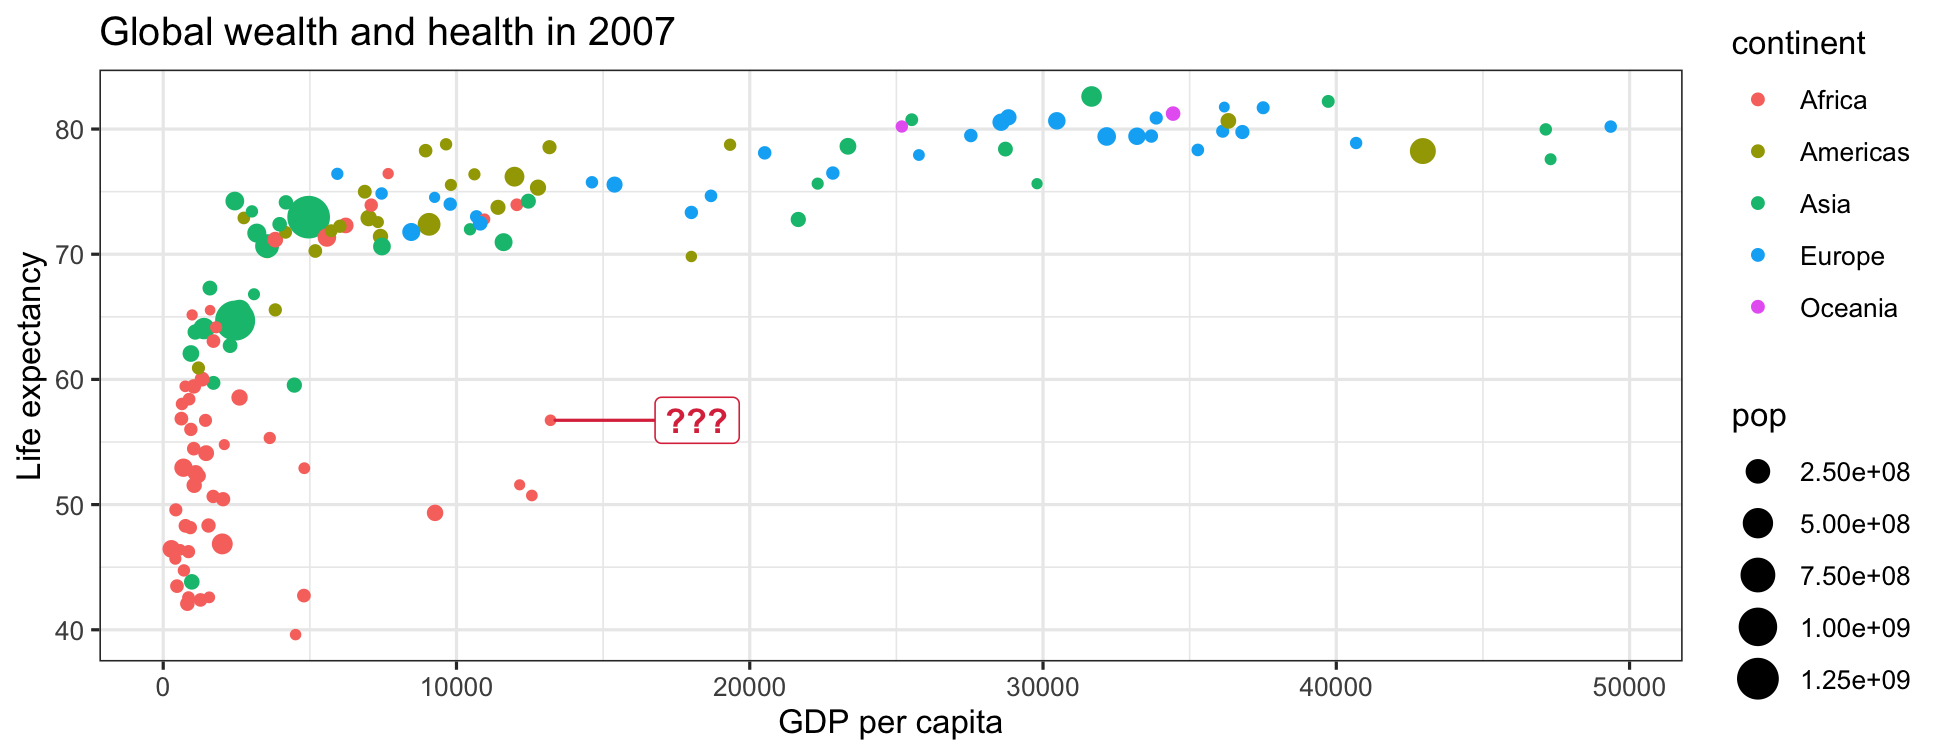 Global wealth and health in 2007
Life expectancy
80
70
60
50
40
???
0
10000
20000
30000
40000
50000
GDP per capita
continent
Africa
Americas
Asia
Europe
Oceania
pop
2.50e+08
5.00e+08
7.50e+08
1.00e+09
1.25e+09